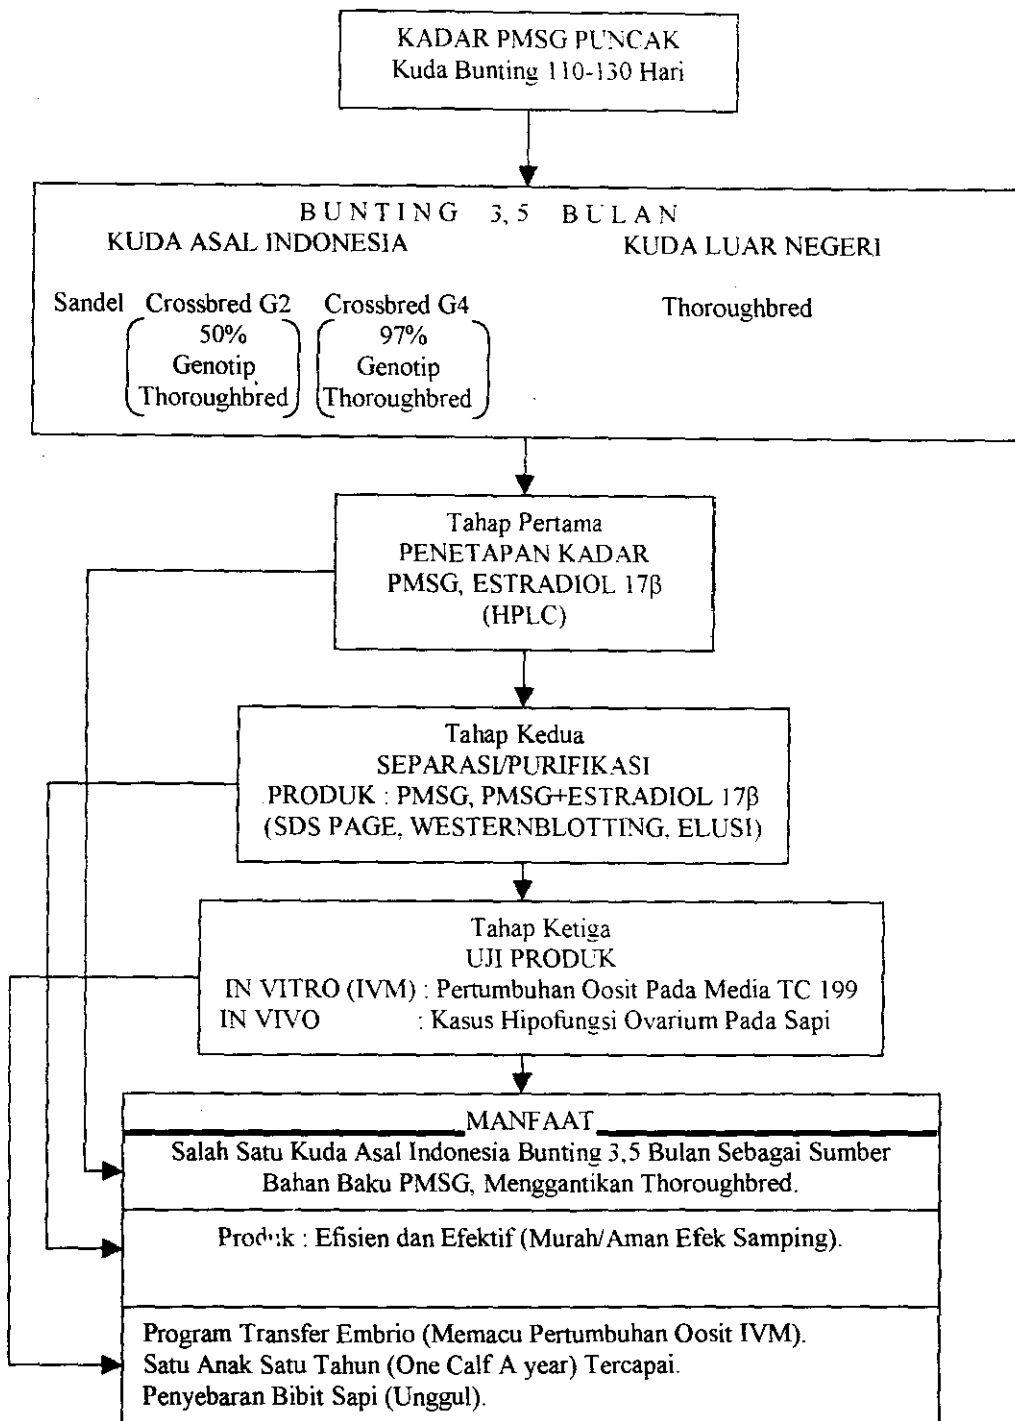 KADAR PMSG PUNCAK
Kuda Bunting 110-130 Hari
BUNTING 3,5 BULAN
KUDA ASAL INDONESIA
KUDA LUAR NEGERI
Sandel Crossbred G2 Crossbred G4
Thoroughbred
50% 97%
Genotip Genotip
Thoroughbred Thoroughbred
Tahap Pertama
PENETAPAN KADAR
PMSG, ESTRADIOL 17β
(HPLC)
Tahap Kedua
SEPARASI/PURIFIKASI
PRODUK : PMSG, PMSG+ESTRADIOL 17β
(SDS PAGE, WESTERNBLOTTING, ELUSI)
Tahap Ketiga
UJI PRODUK
IN VITRO (IVM) : Pertumbuhan Oosit Pada Media TC 199
IN VIVO : Kasus Hipofungsi Ovarium Pada Sapi
MANFAAT
Salah Satu Kuda Asal Indonesia Bunting 3,5 Bulan Sebagai Sumber
Bahan Baku PMSG, Menggantikan Thoroughbred.
Produk : Efisien dan Efektif (Murah/Aman Efek Samping).
Program Transfer Embrio (Memacu Pertumbuhan Oosit IVM).
Satu Anak Satu Tahun (One Calf A year) Tercapai.
Penyebaran Bibit Sapi (Unggul).